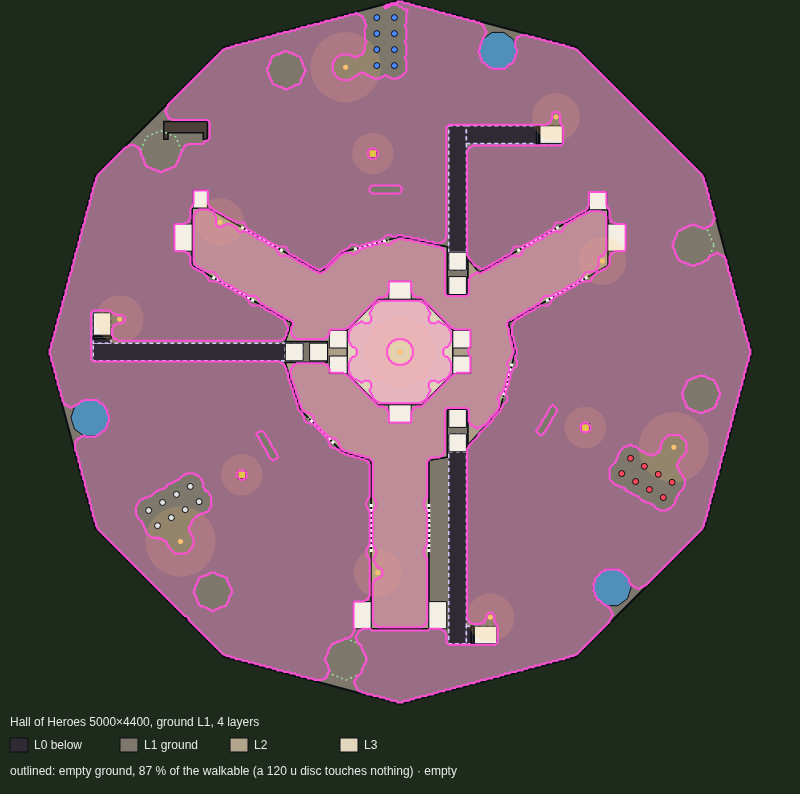 Hall of Heroes 5000×4400, ground L1, 4 layers
L0 below L1 ground L2 L3
outlined: empty ground, 87 % of the walkable (a 120 u disc touches nothing) · empty